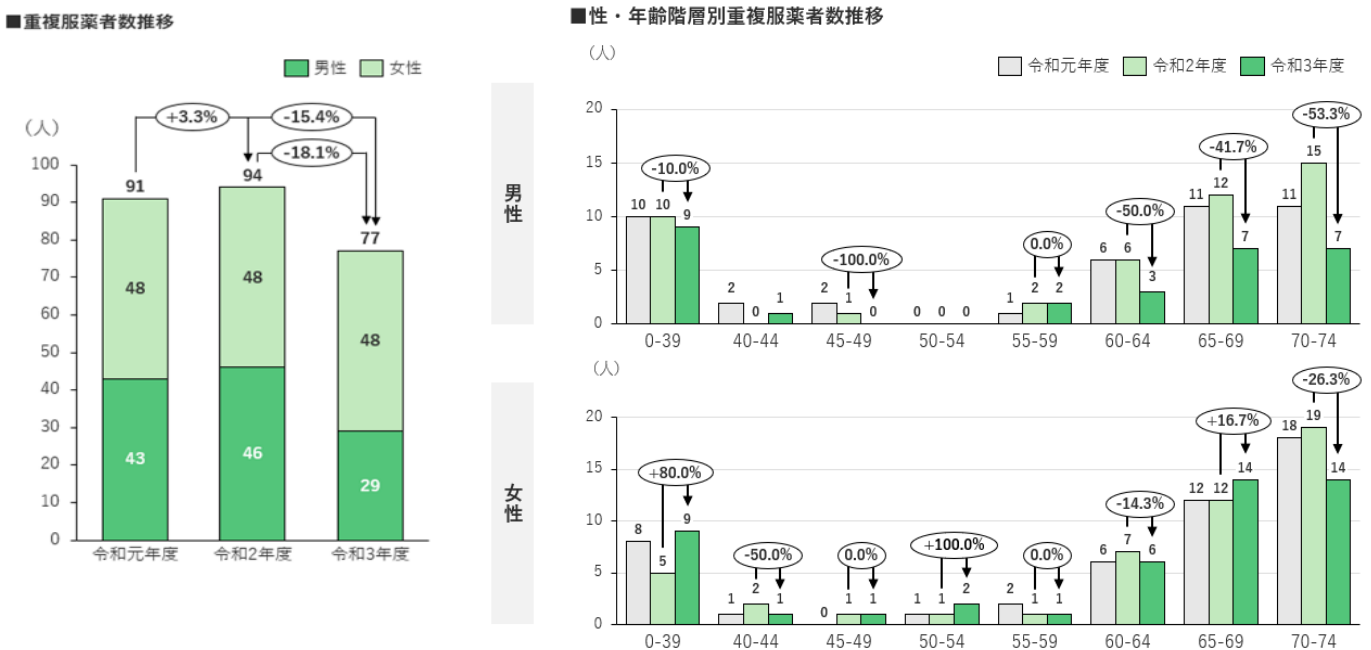 ■重複服薬者数推移
男性 女性
+3.3% -15.4%
-18.1%
（人）
100
90
80
70
60
50
40
30
20
10
0
91 94 77
48 48 48
43 46 29
令和元年度 令和2年度 令和3年度
■性・年齢階層別重複服薬者数推移
（人）
令和元年度 令和2年度 令和3年度
男性
20
15
10
5
0
-10.0% -100.0% 0.0% -50.0% -41.7% -53.3%
10 10 9 2 0 1 2 1 0 0 0 0 1 2 2 6 6 3 11 12 7 11 15 7
0-39 40-44 45-49 50-54 55-59 60-64 65-69 70-74
（人）
女性
20
15
10
5
0
+80.0% -50.0% 0.0% +100.0% 0.0% -14.3% +16.7% -26.3%
8 5 9 1 2 1 0 1 1 1 1 2 2 1 1 6 7 6 12 12 14 18 19 14
0-39 40-44 45-49 50-54 55-59 60-64 65-69 70-74